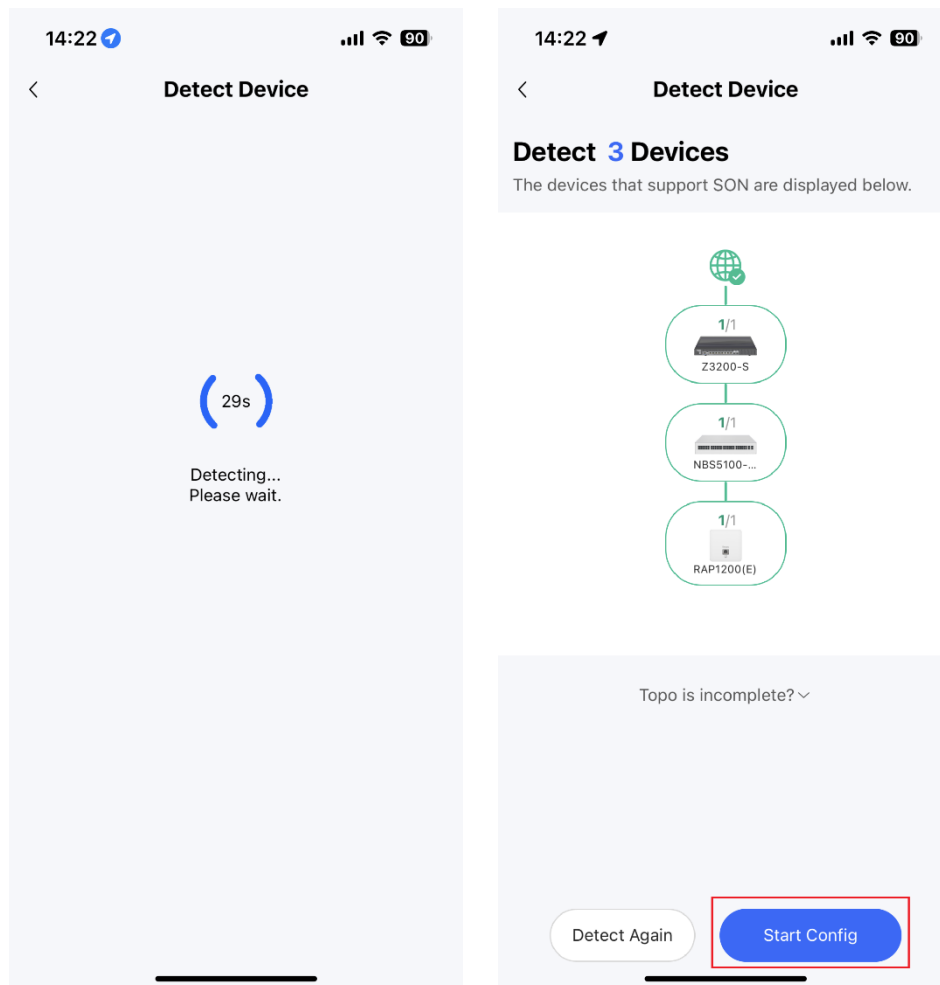 14:22
90
Detect Device
29s
Detecting...
Please wait.
14:22
90
Detect Device
Detect 3 Devices
The devices that support SON are displayed below.
1/1
Z3200-S
1/1
NBS5100-...
1/1
RAP1200(E)
Topo is incomplete?
Detect Again
Start Config